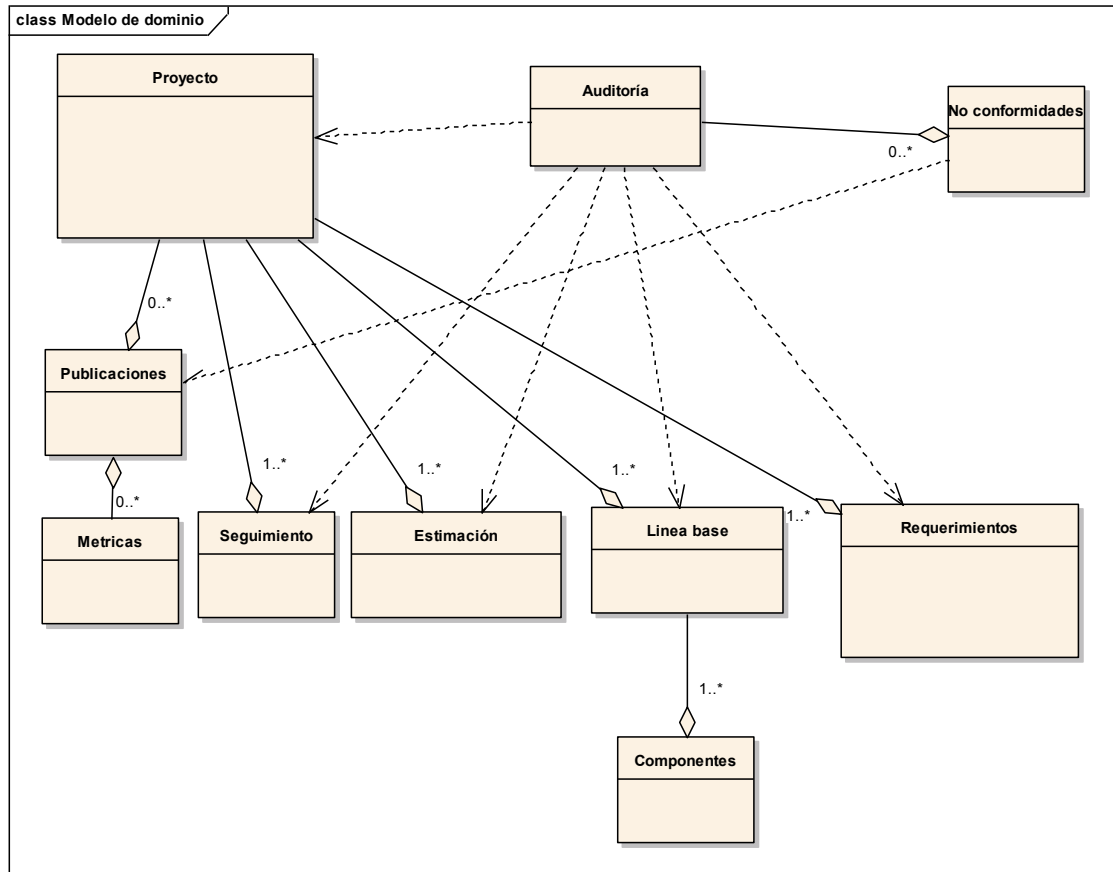 class Modelo de dominio
Proyecto
Auditoría
No conformidades
0..*
0..*
Publicaciones
1..*
1..*
1..*
0..*
1..*
Metricas
Seguimiento
Estimación
Linea base
Requerimientos
1..*
Componentes